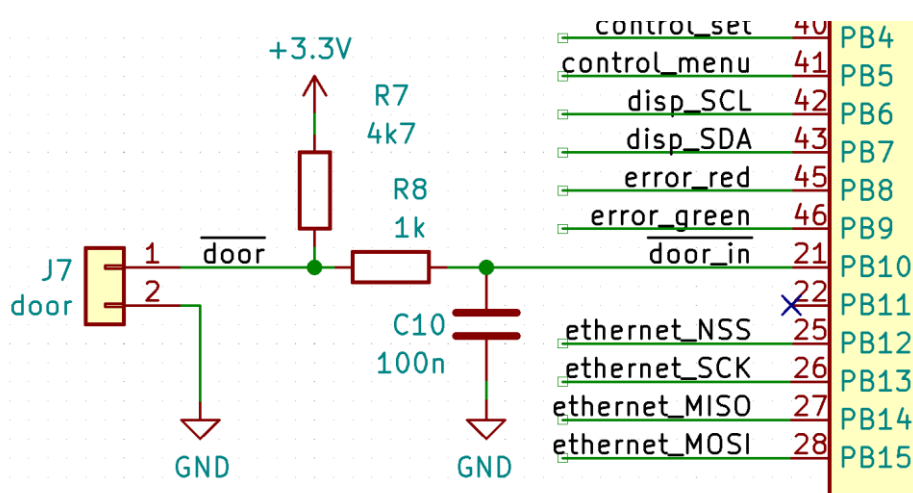 +3.3V
R7
4k7
R8
1k
door
J7
door
1
2
C10
100n
GND
GND
control_set 40 PB4
control_menu 41 PB5
disp_SCL 42 PB6
disp_SDA 43 PB7
error_red 45 PB8
error_green 46 PB9
door_in 21 PB10
22 PB11
ethernet_NSS 25 PB12
ethernet_SCK 26 PB13
ethernet_MISO 27 PB14
ethernet_MOSI 28 PB15